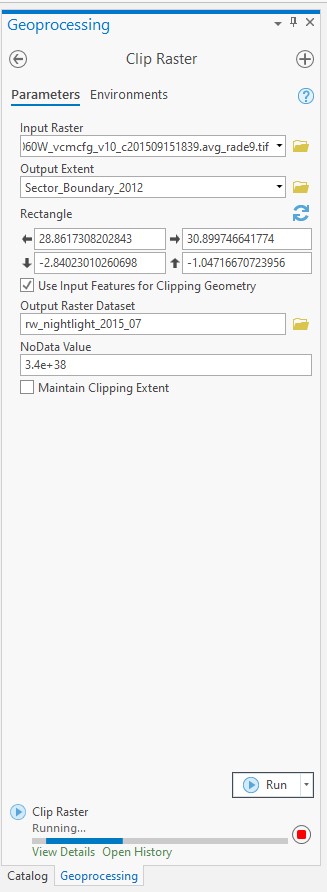 Geoprocessing
Clip Raster
Parameters Environments
Input Raster
)60W_vcmcfg_v10_c201509151839.avg_rade9.tif
Output Extent
Sector_Boundary_2012
Rectangle
28.8617308202843 30.899746641774
-2.84023010260698 -1.04716670723956
Use Input Features for Clipping Geometry
Output Raster Dataset
rw_nightlight_2015_07
NoData Value
3.4e+38
Maintain Clipping Extent
Run
Clip Raster
Running...
View Details Open History
Catalog Geoprocessing